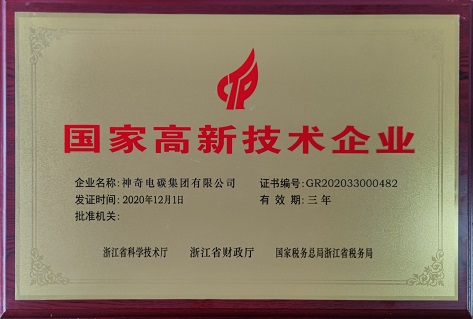 CTP
国家高新技术企业
企业名称:神奇电碳集团有限公司 证书编号:GR202033000482
发证时间:2020年12月1日 有效期:三年
批准机关:
浙江省科学技术厅 浙江省财政厅 国家税务总局浙江省税务局